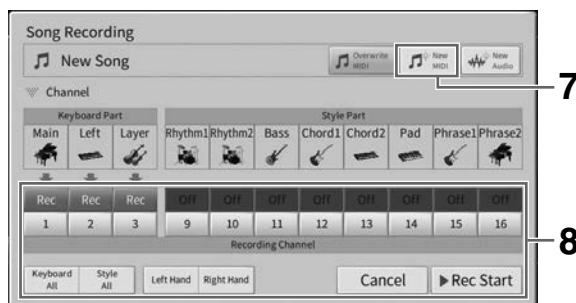 Song Recording
New Song
Overwrite
MIDI
New
MIDI
New
Audio
7
Channel
Keyboard Part
Style Part
Main Left Layer Rhythm1 Rhythm2 Bass Chord1 Chord2 Pad Phrase1 Phrase2
Rec Rec Rec Off Off Off Off Off Off Off Off
1 2 3 9 10 11 12 13 14 15 16
8
Recording Channel
Keyboard
All
Style
All
Left Hand Right Hand Cancel ▶Rec Start